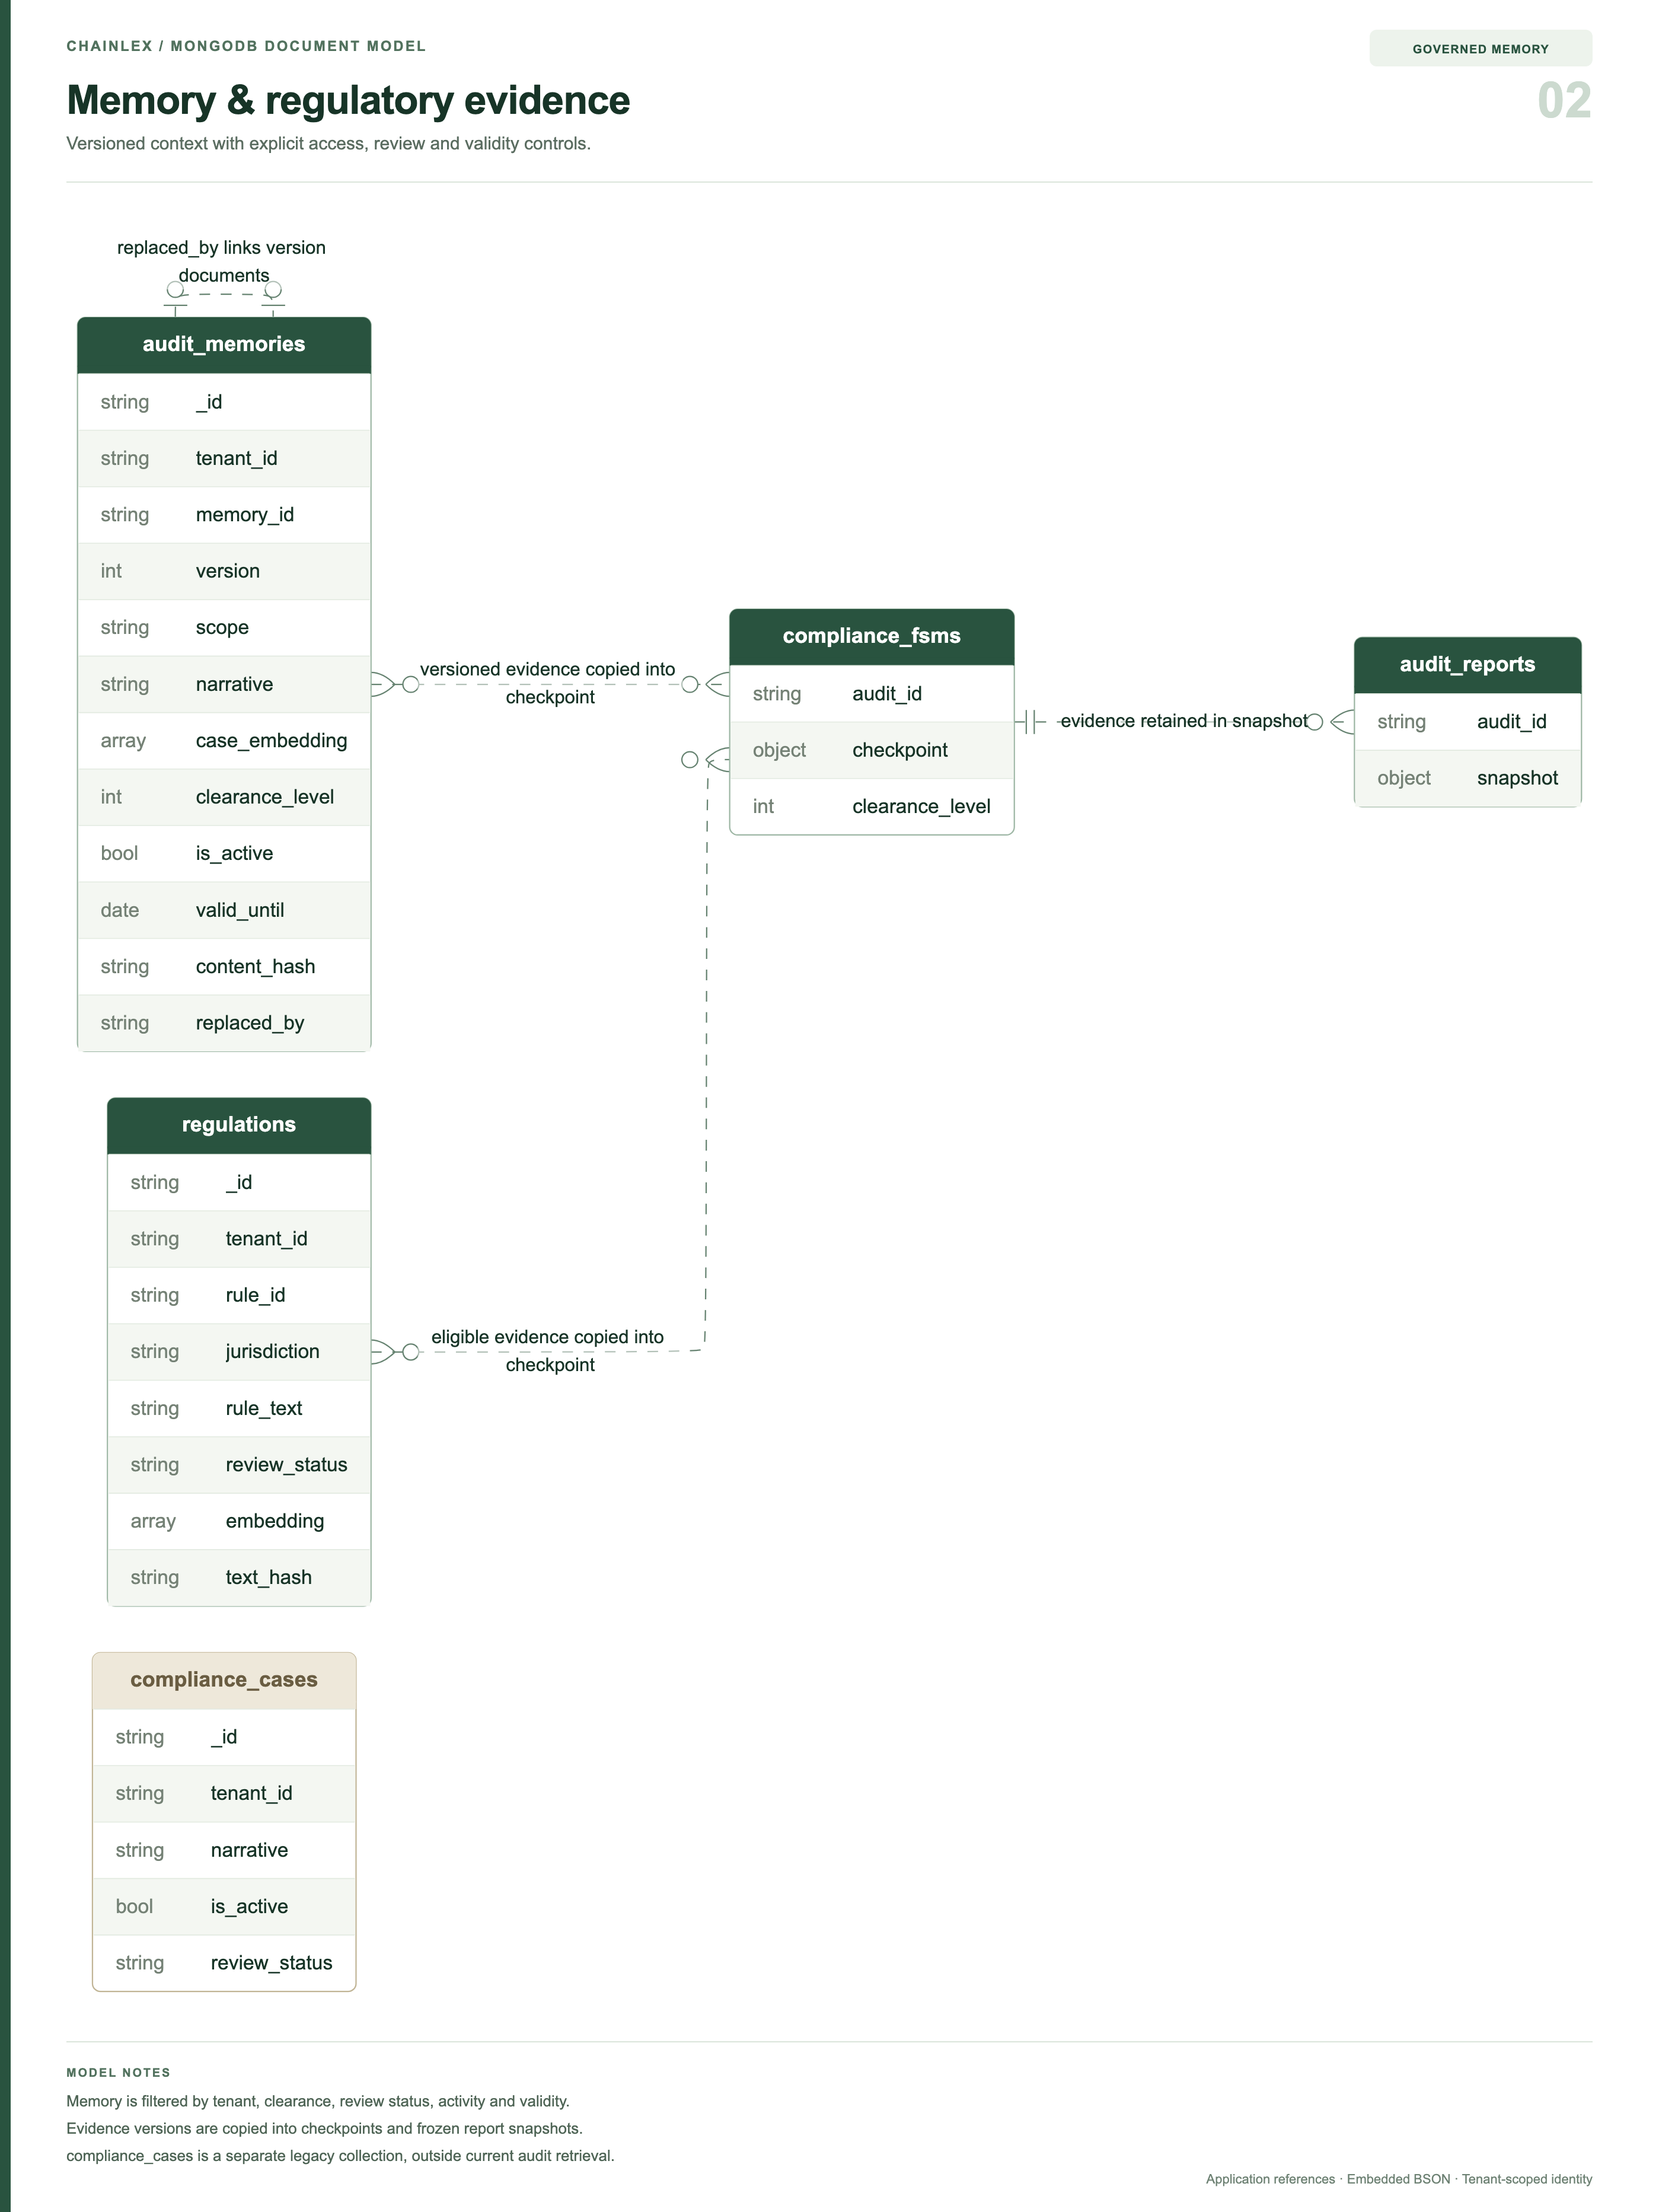 CHAINLEX / MONGODB DOCUMENT MODEL
GOVERNED MEMORY
Memory & regulatory evidence
02
Versioned context with explicit access, review and validity controls.
replaced_by links version
documents
audit_memories
string _id
string tenant_id
string memory_id
int version
string scope
string narrative
array case_embedding
int clearance_level
bool is_active
date valid_until
string content_hash
string replaced_by
versioned evidence copied into
checkpoint
compliance_fsms
string audit_id
object checkpoint
int clearance_level
evidence retained in snapshot
audit_reports
string audit_id
object snapshot
regulations
string _id
string tenant_id
string rule_id
string jurisdiction
string rule_text
string review_status
array embedding
string text_hash
eligible evidence copied into
checkpoint
compliance_cases
string _id
string tenant_id
string narrative
bool is_active
string review_status
MODEL NOTES
Memory is filtered by tenant, clearance, review status, activity and validity.
Evidence versions are copied into checkpoints and frozen report snapshots.
compliance_cases is a separate legacy collection, outside current audit retrieval.
Application references · Embedded BSON · Tenant-scoped identity